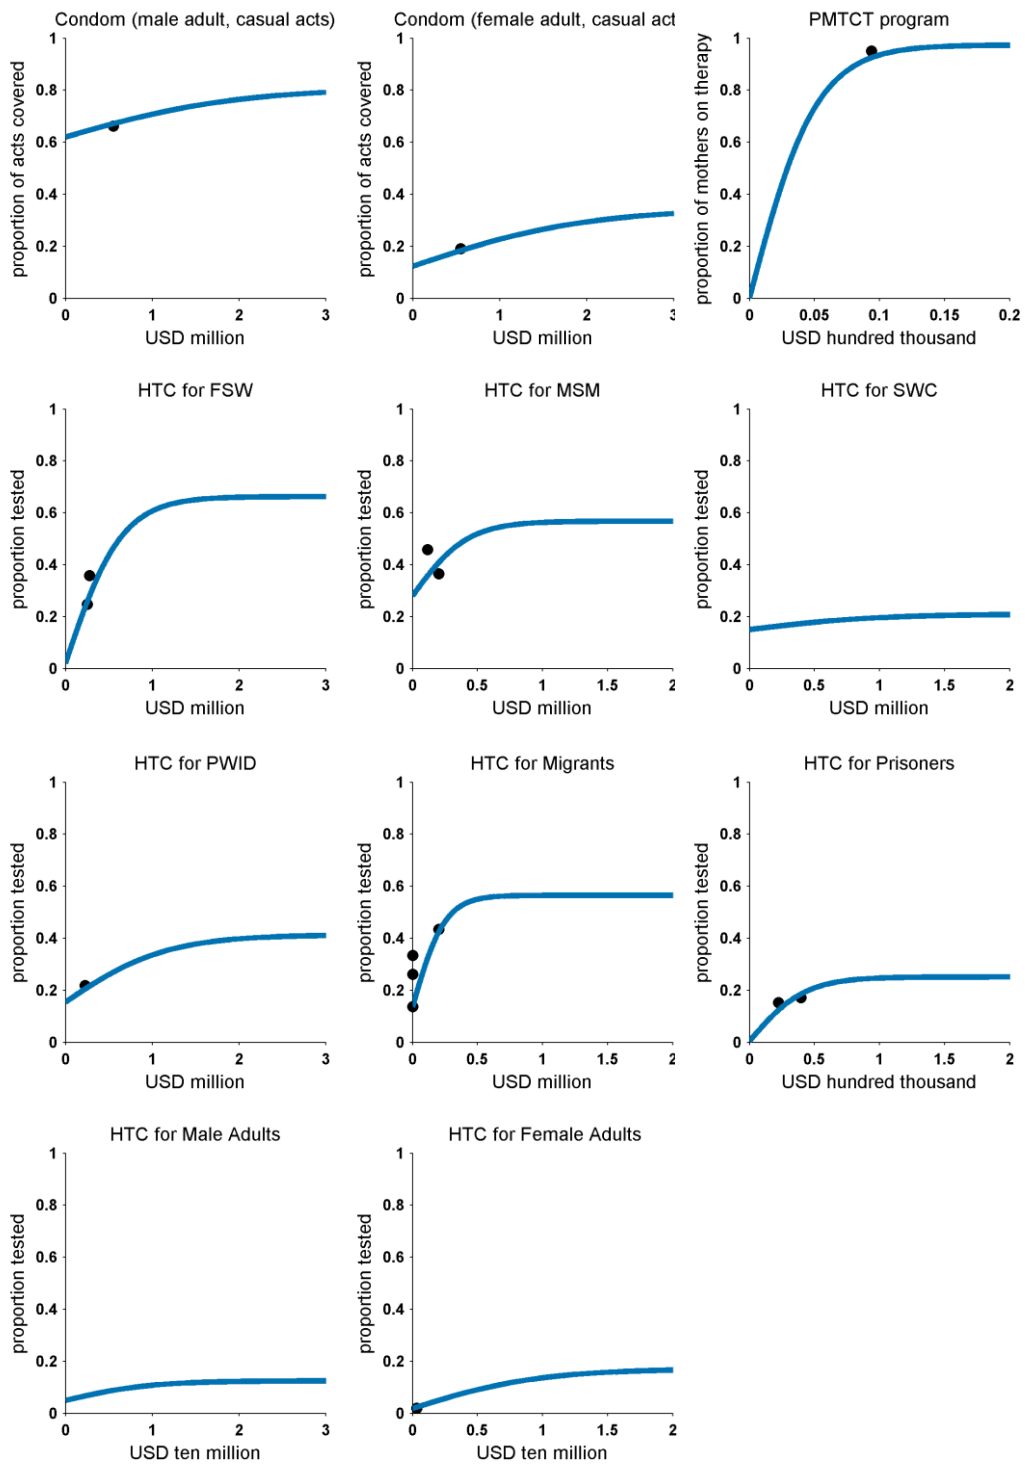 Condom (male adult, casual acts)
proportion of acts covered
1
0.8
0.6
0.4
0.2
0
0 1 2 3
USD million
Condom (female adult, casual act
proportion of acts covered
1
0.8
0.6
0.4
0.2
0
0 1 2 3
USD million
PMTCT program
proportion of mothers on therapy
1
0.8
0.6
0.4
0.2
0
0 0.05 0.1 0.15 0.2
USD hundred thousand
HTC for FSW
proportion tested
1
0.8
0.6
0.4
0.2
0
0 1 2 3
USD million
HTC for MSM
proportion tested
1
0.8
0.6
0.4
0.2
0
0 0.5 1 1.5 2
USD million
HTC for SWC
proportion tested
1
0.8
0.6
0.4
0.2
0
0 0.5 1 1.5 2
USD million
HTC for PWID
proportion tested
1
0.8
0.6
0.4
0.2
0
0 1 2 3
USD million
HTC for Migrants
proportion tested
1
0.8
0.6
0.4
0.2
0
0 0.5 1 1.5 2
USD million
HTC for Prisoners
proportion tested
1
0.8
0.6
0.4
0.2
0
0 0.5 1 1.5 2
USD hundred thousand
HTC for Male Adults
proportion tested
1
0.8
0.6
0.4
0.2
0
0 1 2 3
USD ten million
HTC for Female Adults
proportion tested
1
0.8
0.6
0.4
0.2
0
0 0.5 1 1.5 2
USD ten million